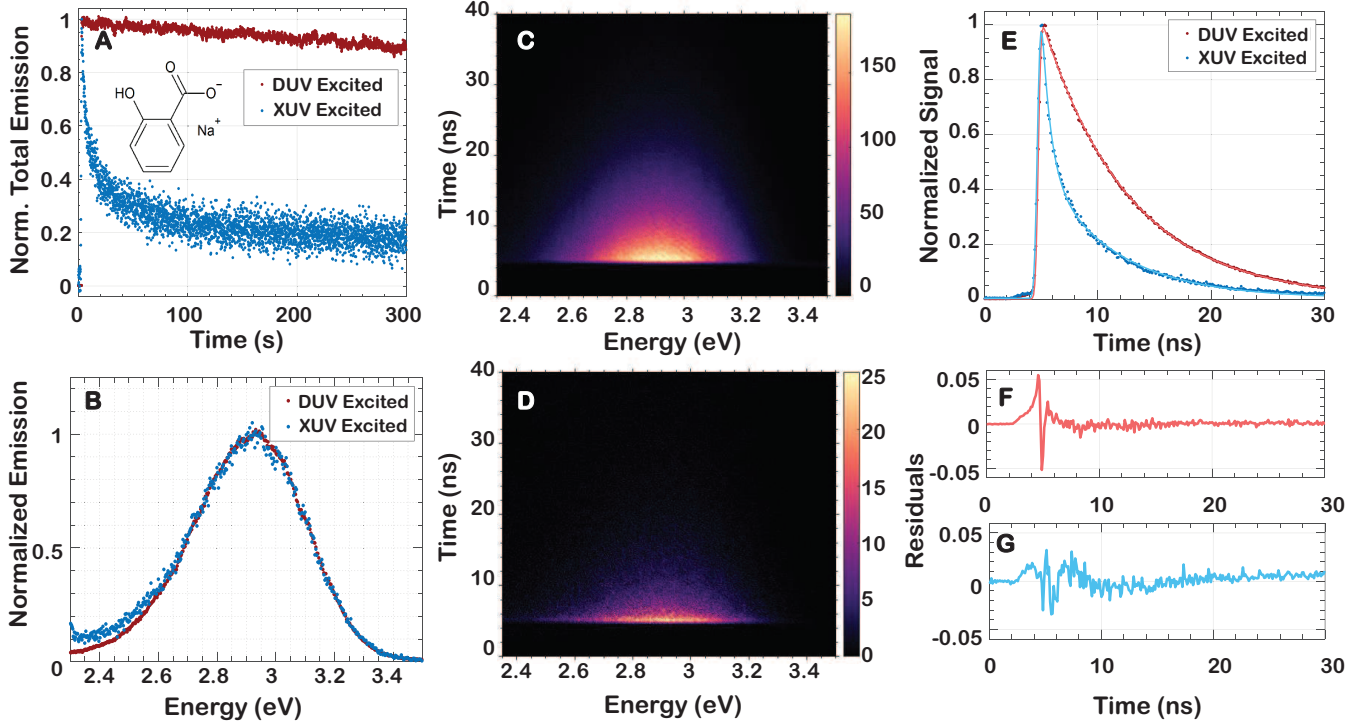 A
1
0.8
0.6
0.4
0.2
0
Norm. Total Emission
DUV Excited
XUV Excited
O
HO
O⁻
Na⁺
0
100
200
300
Time (s)
B
1
0.5
0
Normalized Emission
DUV Excited
XUV Excited
2.4
2.6
2.8
3
3.2
3.4
Energy (eV)
C
40
30
20
10
0
Time (ns)
2.4
2.6
2.8
3
3.2
3.4
Energy (eV)
150
100
50
0
D
40
30
20
10
0
Time (ns)
2.4
2.6
2.8
3
3.2
3.4
Energy (eV)
25
20
15
10
5
0
E
1
0.8
0.6
0.4
0.2
0
Normalized Signal
DUV Excited
XUV Excited
0
10
20
30
Time (ns)
F
0.05
0
-0.05
0
10
20
30
Residuals
G
0.05
0
-0.05
0
10
20
30
Time (ns)